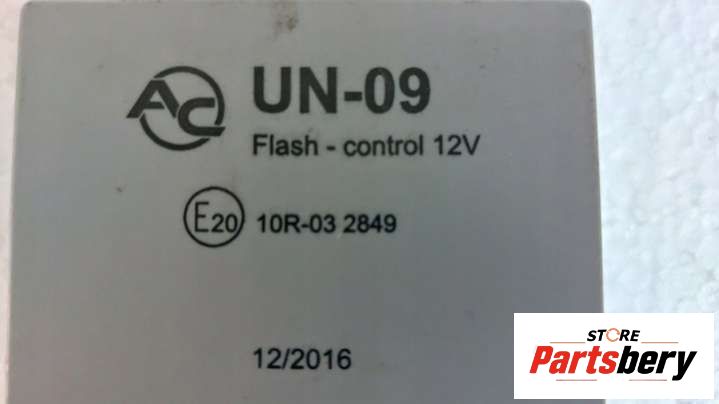 AC
UN-09
Flash - control 12V
E20 10R-03 2849
12/2016
STORE
Partsbery